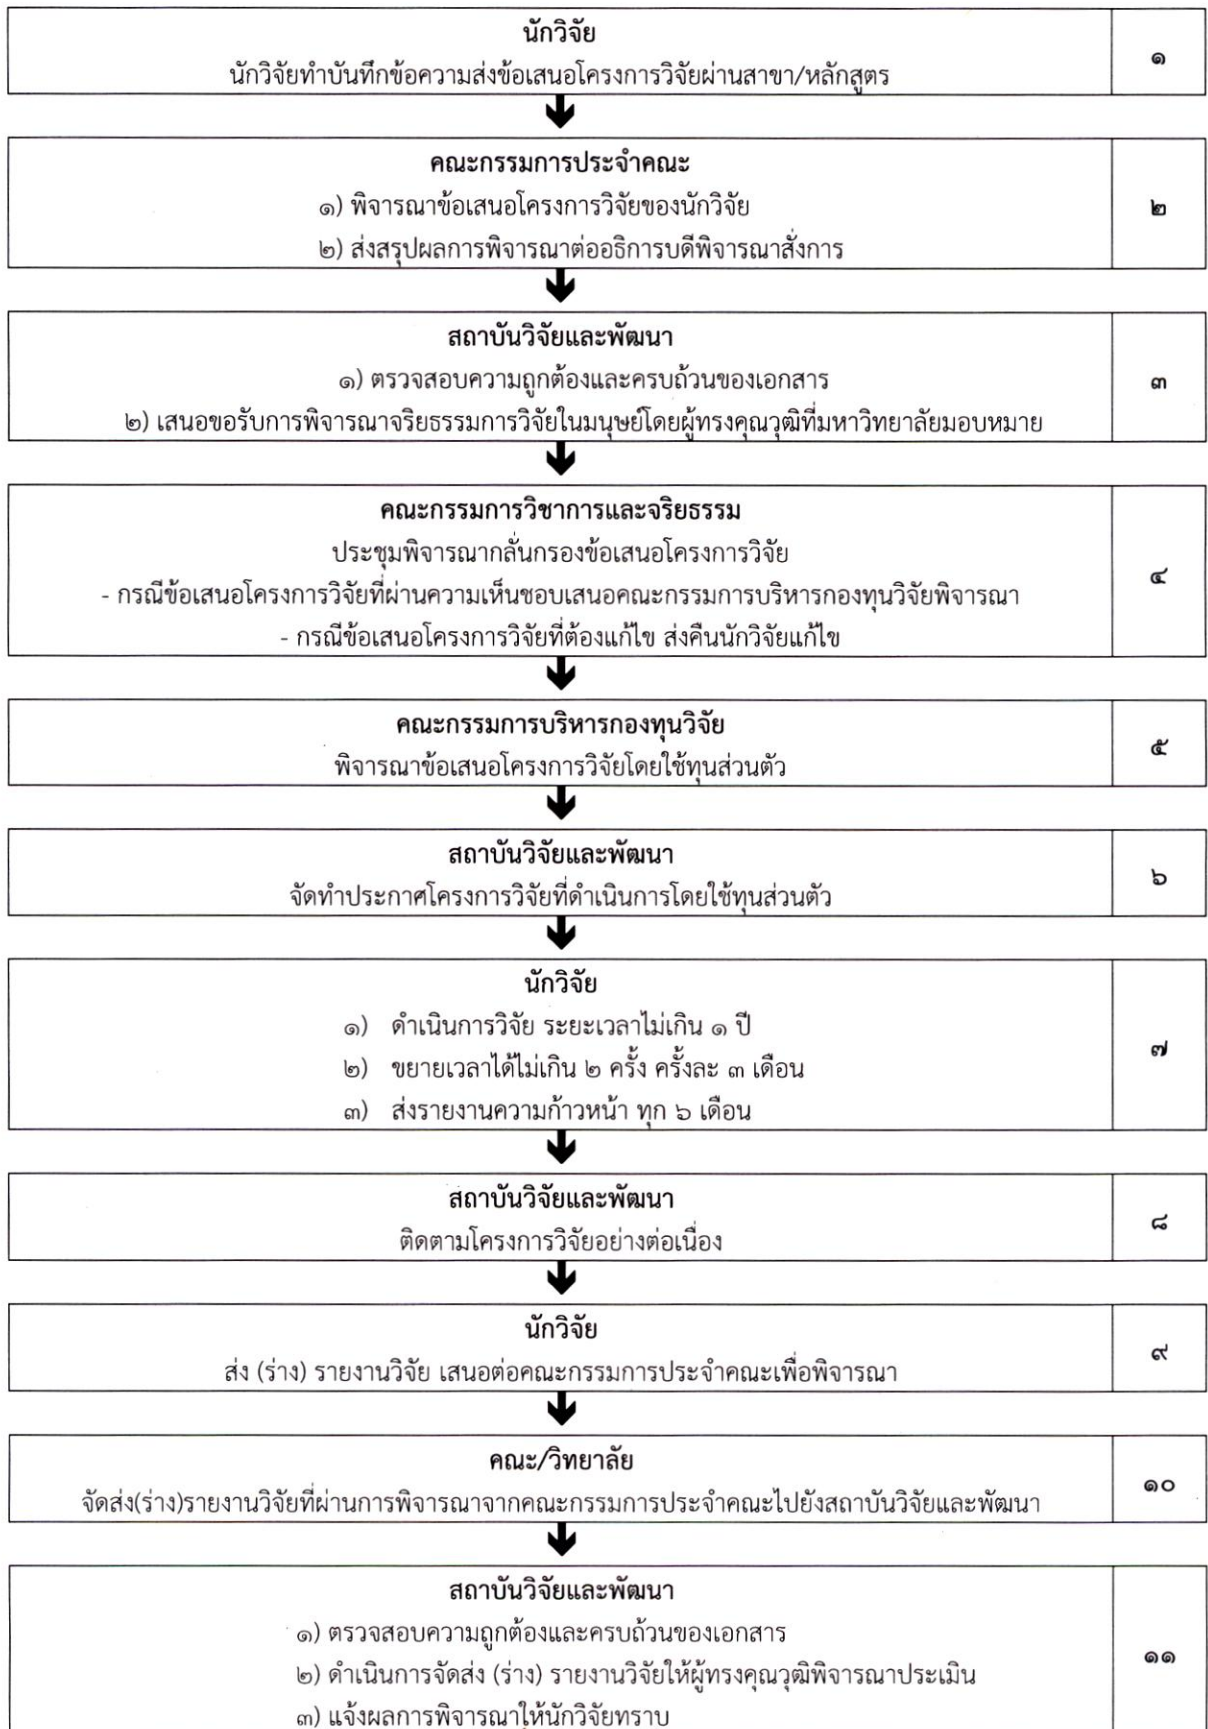 นักวิจัย
นักวิจัยทำบันทึกข้อความส่งข้อเสนอโครงการวิจัยผ่านสาขา/หลักสูตร
๑
คณะกรรมการประจำคณะ
๑) พิจารณาข้อเสนอโครงการวิจัยของนักวิจัย
๒) ส่งสรุปผลการพิจารณาต่ออธิการบดีพิจารณาสั่งการ
๒
สถาบันวิจัยและพัฒนา
๑) ตรวจสอบความถูกต้องและครบถ้วนของเอกสาร
๒) เสนอขอรับการพิจารณาจริยธรรมการวิจัยในมนุษย์โดยผู้ทรงคุณวุฒิที่มหาวิทยาลัยมอบหมาย
๓
คณะกรรมการวิชาการและจริยธรรม
ประชุมพิจารณากลั่นกรองข้อเสนอโครงการวิจัย
- กรณีข้อเสนอโครงการวิจัยที่ผ่านความเห็นชอบเสนอคณะกรรมการบริหารกองทุนวิจัยพิจารณา
- กรณีข้อเสนอโครงการวิจัยที่ต้องแก้ไข ส่งคืนนักวิจัยแก้ไข
๔
คณะกรรมการบริหารกองทุนวิจัย
พิจารณาข้อเสนอโครงการวิจัยโดยใช้ทุนส่วนตัว
๕
สถาบันวิจัยและพัฒนา
จัดทำประกาศโครงการวิจัยที่ดำเนินการโดยใช้ทุนส่วนตัว
๖
นักวิจัย
๑) ดำเนินการวิจัย ระยะเวลาไม่เกิน ๑ ปี
๒) ขยายเวลาได้ไม่เกิน ๒ ครั้ง ครั้งละ ๓ เดือน
๓) ส่งรายงานความก้าวหน้า ทุก ๖ เดือน
๗
สถาบันวิจัยและพัฒนา
ติดตามโครงการวิจัยอย่างต่อเนื่อง
๘
นักวิจัย
ส่ง (ร่าง) รายงานวิจัย เสนอต่อคณะกรรมการประจำคณะเพื่อพิจารณา
๙
คณะ/วิทยาลัย
จัดส่ง(ร่าง)รายงานวิจัยที่ผ่านการพิจารณาจากคณะกรรมการประจำคณะไปยังสถาบันวิจัยและพัฒนา
๑๐
สถาบันวิจัยและพัฒนา
๑) ตรวจสอบความถูกต้องและครบถ้วนของเอกสาร
๒) ดำเนินการจัดส่ง (ร่าง) รายงานวิจัยให้ผู้ทรงคุณวุฒิพิจารณาประเมิน
๓) แจ้งผลการพิจารณาให้นักวิจัยทราบ
๑๑